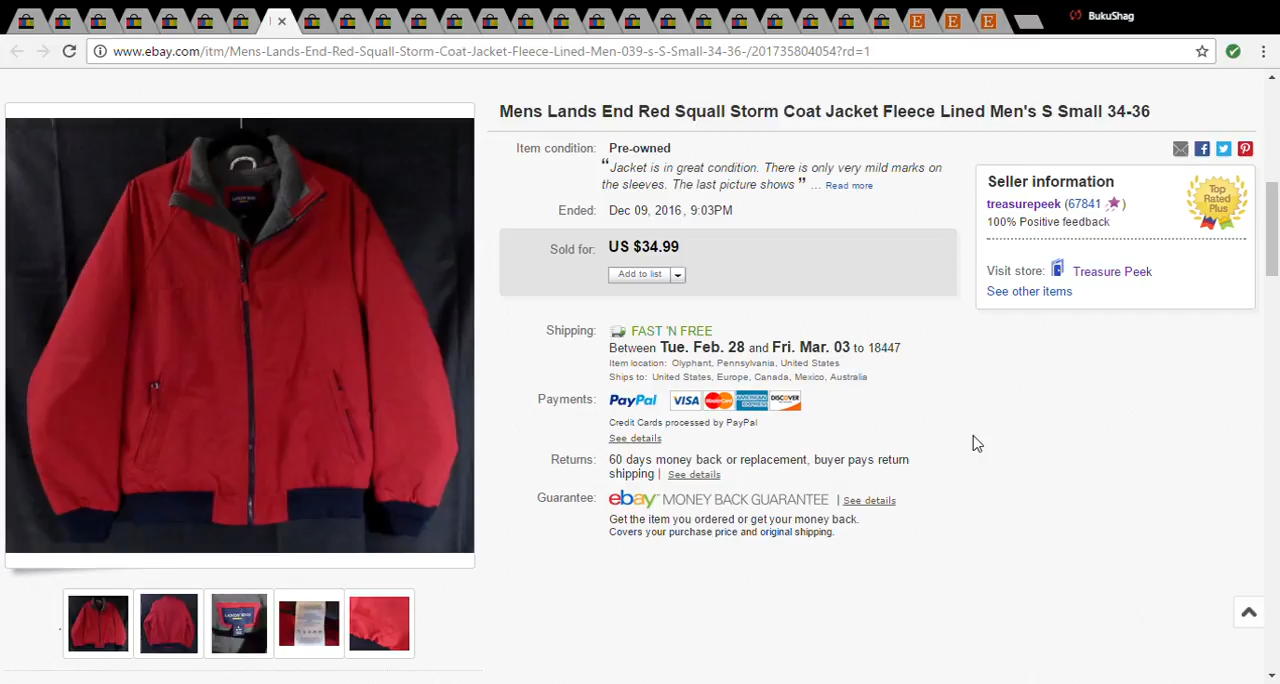 BukuShag
www.ebay.com/itm/Mens-Lands-End-Red-Squall-Storm-Coat-Jacket-Fleece-Lined-Men-039-s-S-Small-34-36-/201735804054?rd=1
Mens Lands End Red Squall Storm Coat Jacket Fleece Lined Men's S Small 34-36
Item condition: Pre-owned
“Jacket is in great condition. There is only very mild marks on
the sleeves. The last picture shows ” ... Read more
Ended: Dec 09, 2016 , 9:03PM
Sold for: US $34.99
Add to list
Shipping: FAST 'N FREE
Between Tue. Feb. 28 and Fri. Mar. 03 to 18447
Item location: Olyphant, Pennsylvania, United States
Ships to: United States, Europe, Canada, Mexico, Australia
Payments: PayPal VISA MasterCard AMERICAN EXPRESS DISCOVER
Credit Cards processed by PayPal
See details
Returns: 60 days money back or replacement, buyer pays return
shipping | See details
Guarantee: ebay MONEY BACK GUARANTEE | See details
Get the item you ordered or get your money back.
Covers your purchase price and original shipping.
Seller information
treasurepeek (67841 )
100% Positive feedback
Top
Rated
Plus
Visit store: Treasure Peek
See other items
LANDS' END
E
E
E